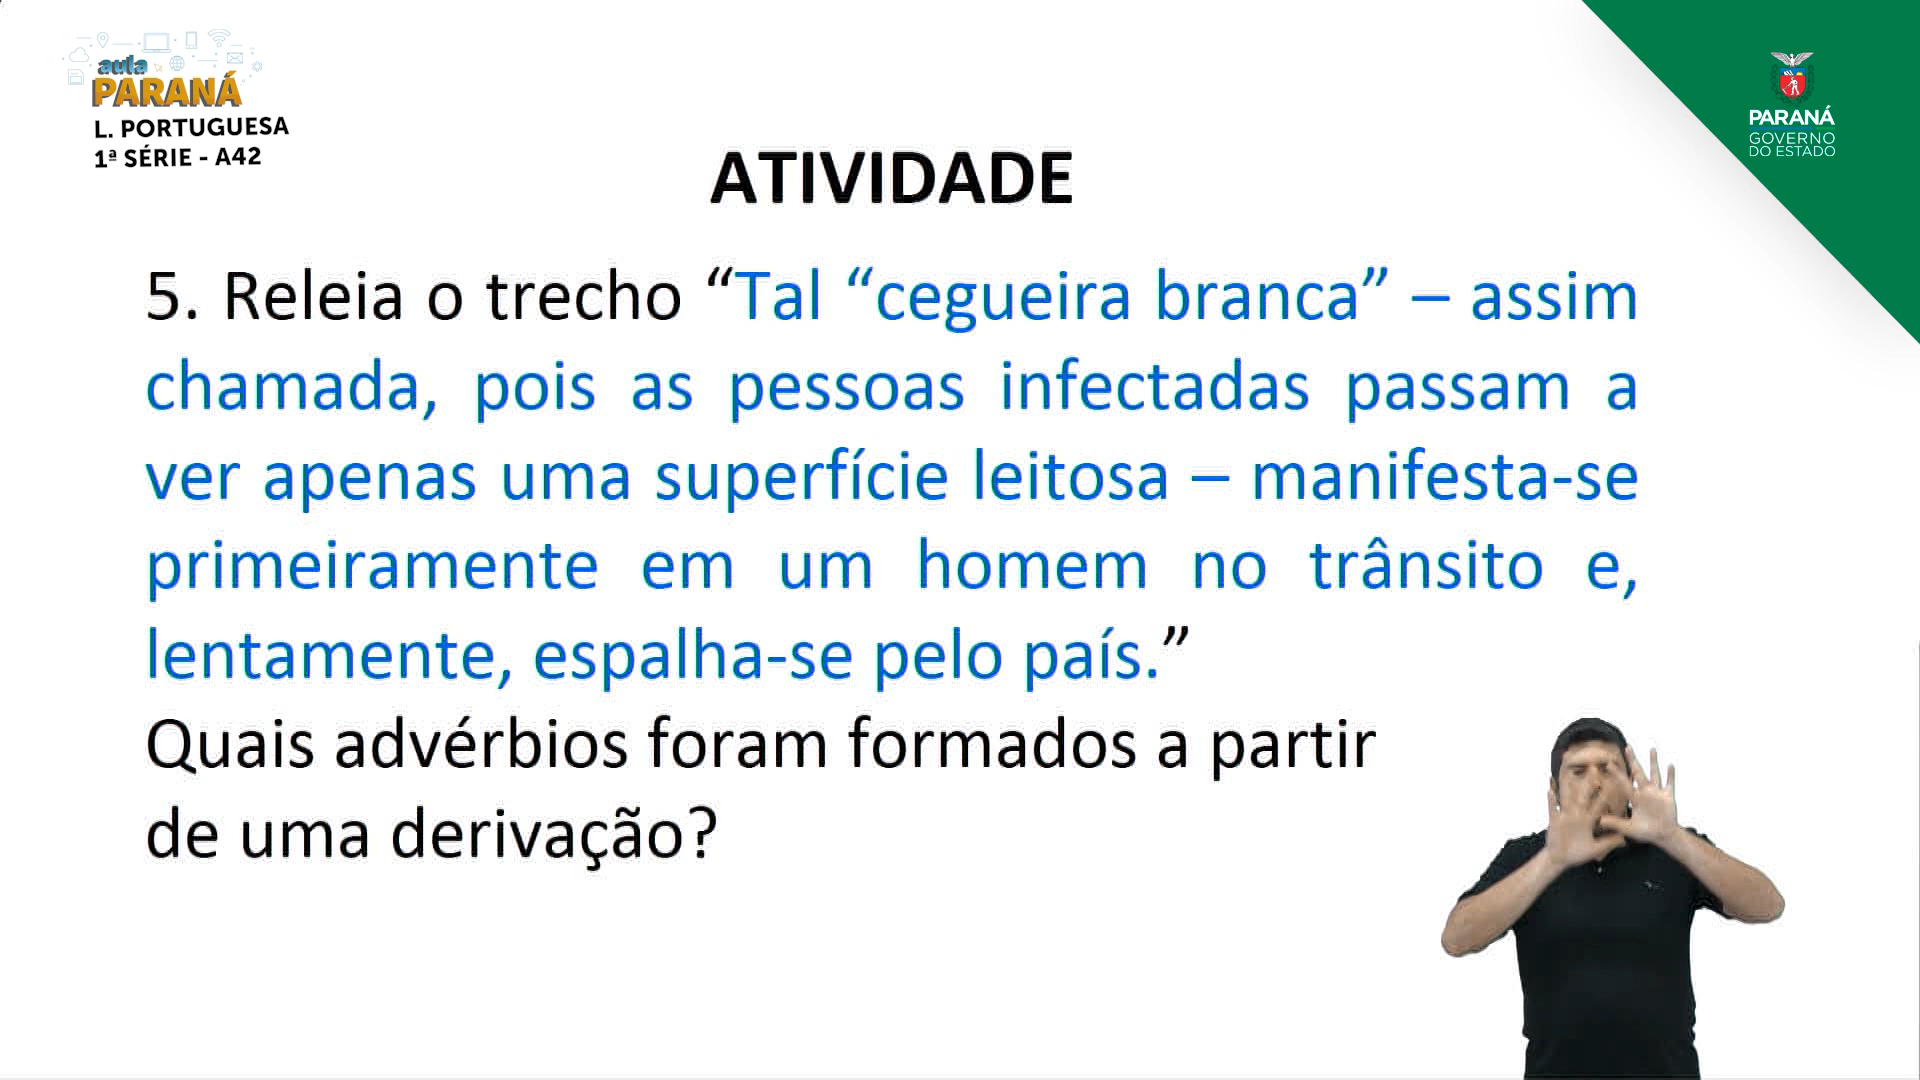 aula
PARANÁ
L. PORTUGUESA
1ª SÉRIE - A42
PARANÁ
GOVERNO
DO ESTADO
ATIVIDADE
5. Releia o trecho “Tal “cegueira branca” – assim
chamada, pois as pessoas infectadas passam a
ver apenas uma superfície leitosa – manifesta-se
primeiramente em um homem no trânsito e,
lentamente, espalha-se pelo país.”
Quais advérbios foram formados a partir
de uma derivação?